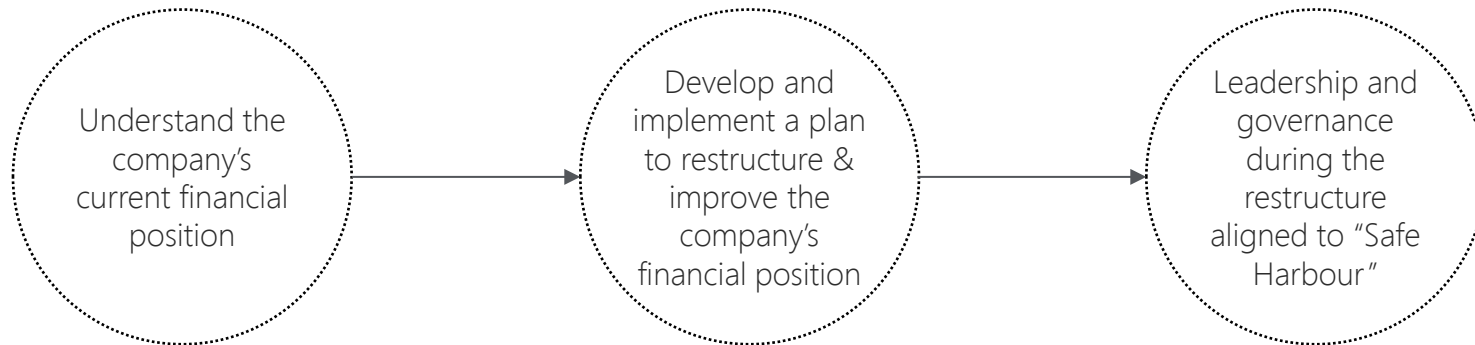 Understand the
company's
current financial
position
Develop and
implement a plan
to restructure &
improve the
company's
financial position
Leadership and
governance
during the
restructure
aligned to “Safe
Harbour”